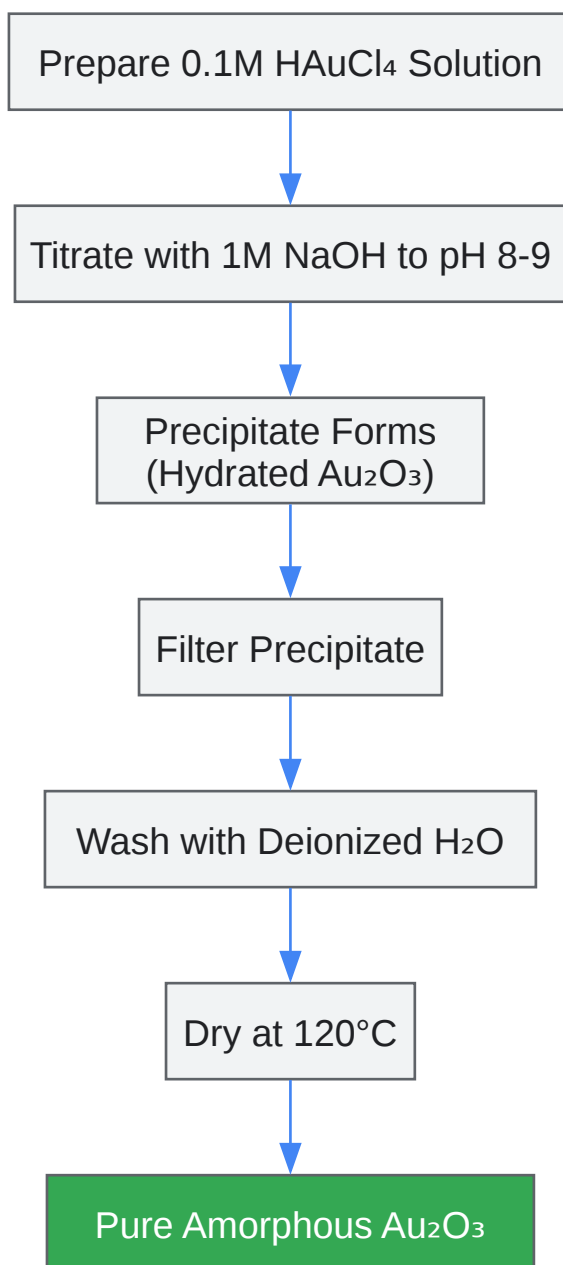 Prepare 0.1M HAuCl₄ Solution
Titrate with 1M NaOH to pH 8-9
Precipitate Forms
(Hydrated Au₂O₃)
Filter Precipitate
Wash with Deionized H₂O
Dry at 120°C
Pure Amorphous Au₂O₃